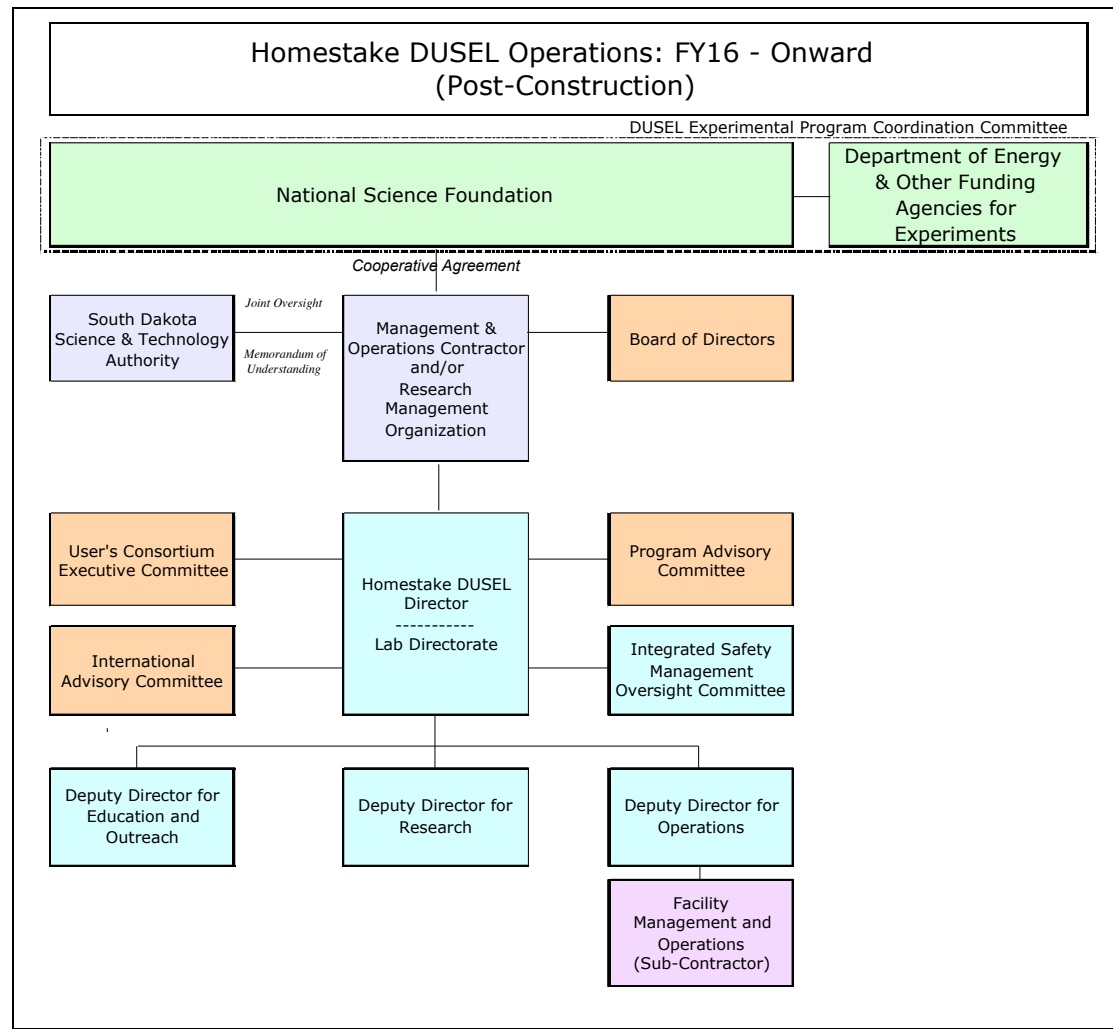 Homestake DUSEL Operations: FY16 - Onward
(Post-Construction)
DUSEL Experimental Program Coordination Committee
National Science Foundation
Department of Energy
& Other Funding
Agencies for
Experiments
Cooperative Agreement
South Dakota
Science & Technology
Authority
Joint Oversight
Memorandum of
Understanding
Management &
Operations Contractor
and/or
Research
Management
Organization
Board of Directors
User's Consortium
Executive Committee
Homestake DUSEL
Director
-----------
Lab Directorate
Program Advisory
Committee
International
Advisory Committee
Integrated Safety
Management
Oversight Committee
Deputy Director for
Education and
Outreach
Deputy Director for
Research
Deputy Director for
Operations
Facility
Management and
Operations
(Sub-Contractor)